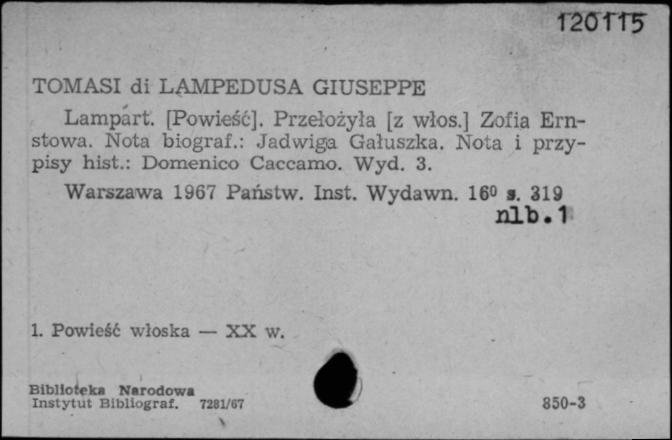 120115
TOMASI di LAMPEDUSA GIUSEPPE
Lampart. [Powieść]. Przełożyła [z włos.] Zofia Ern-
stowa. Nota biograf.: Jadwiga Gałuszka. Nota i przy-
pisy hist.: Domenico Caccamo. Wyd. 3.
Warszawa 1967 Państw. Inst. Wydawn. 16⁰ s. 319
nlb.1
1. Powieść włoska — XX w.
Biblioteka Narodowa
Instytut Bibliograf. 7281/67 850-3